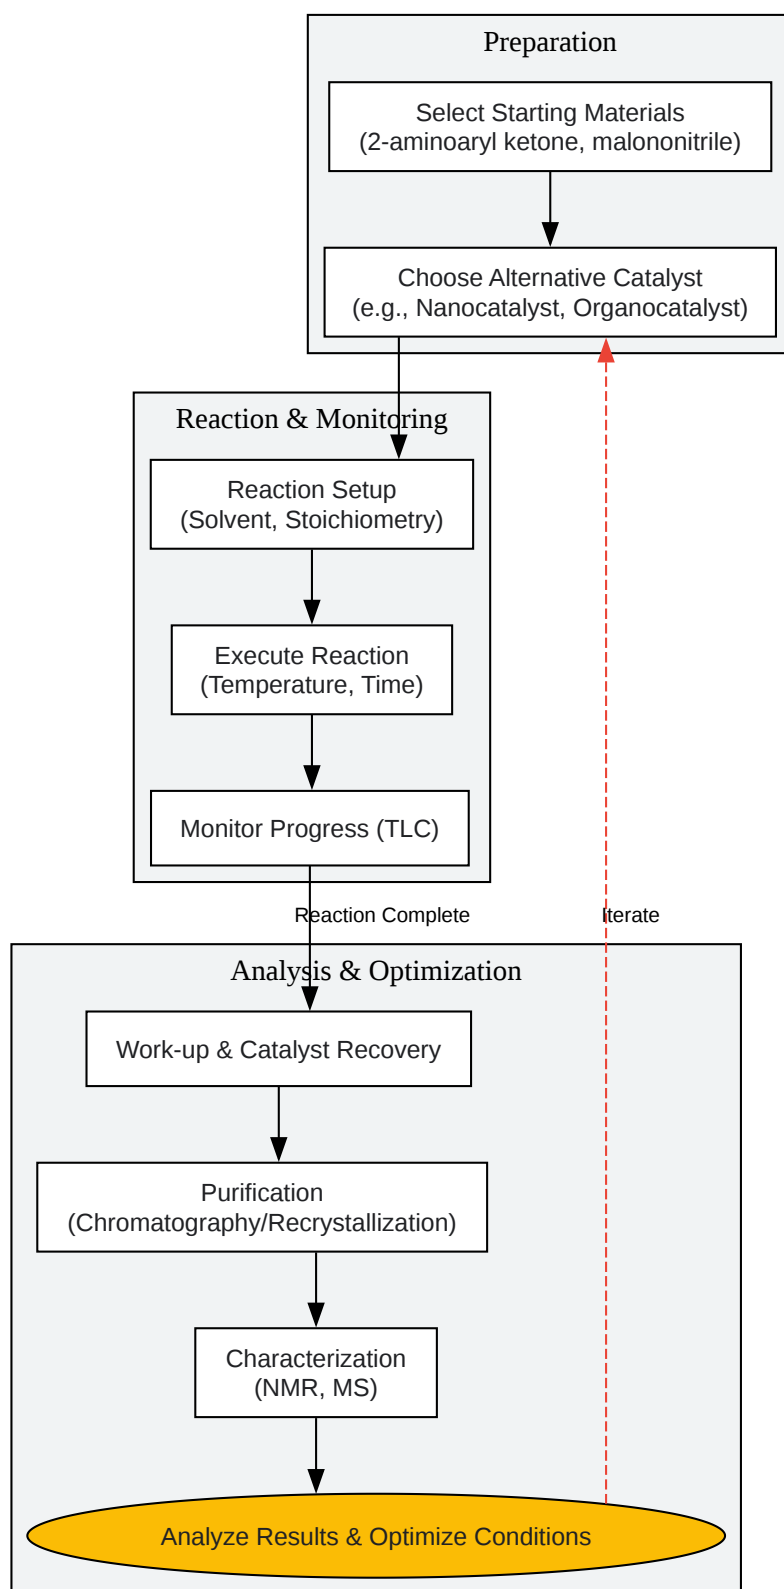 Preparation
Select Starting Materials
(2-aminoaryl ketone, malononitrile)
Choose Alternative Catalyst
(e.g., Nanocatalyst, Organocatalyst)
Reaction & Monitoring
Reaction Setup
(Solvent, Stoichiometry)
Execute Reaction
(Temperature, Time)
Monitor Progress (TLC)
Reaction Complete
Iterate
Analysis & Optimization
Work-up & Catalyst Recovery
Purification
(Chromatography/Recrystallization)
Characterization
(NMR, MS)
Analyze Results & Optimize Conditions